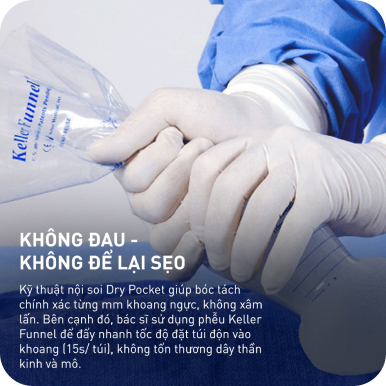 Keller Funnel
KHÔNG ĐAU -
KHÔNG ĐỂ LẠI SẸO
Kỹ thuật nội soi Dry Pocket giúp bóc tách
chính xác từng mm khoang ngực, không xâm
lấn. Bên cạnh đó, bác sĩ sử dụng phễu Keller
Funnel để đẩy nhanh tốc độ đặt túi độn vào
khoang (15s/ túi), không tổn thương dây thần
kinh và mô.